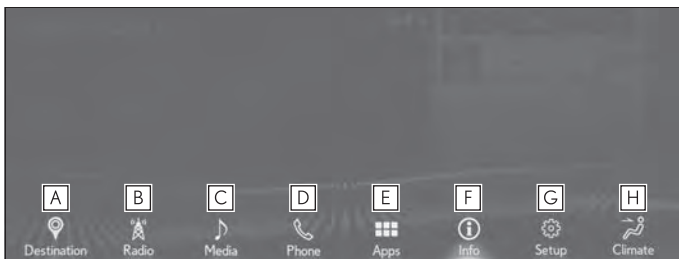 A B C D E F G H
Destination Radio Media Phone Apps Info Setup Climate